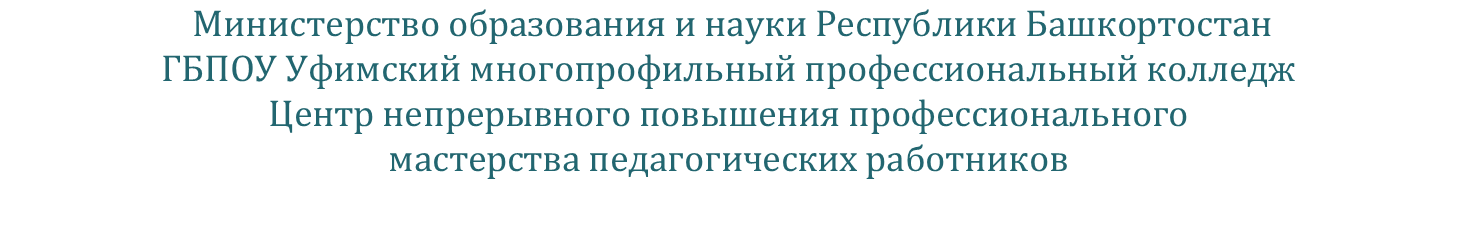 Министерство образования и науки Республики Башкортостан
ГБПОУ Уфимский многопрофильный профессиональный колледж
Центр непрерывного повышения профессионального
мастерства педагогических работников